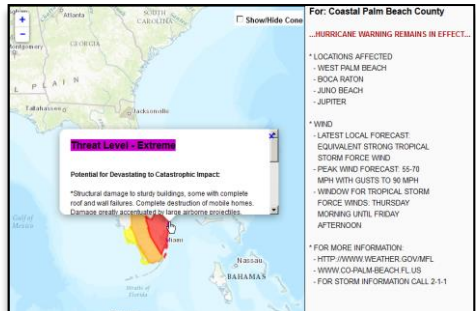 Atlanta
SOUTH
CAROLINA
Show/Hide Cone
+
-
Montgomery
GEORGIA
P L A I N
Tallahassee
Jacksonville
Threat Level - Extreme
Potential for Devastating to Catastrophic Impact:
*Structural damage to sturdy buildings, some with complete
roof and wall failures. Complete destruction of mobile homes.
Damage greatly accentuated by large airborne projectiles.
Gulf of
Mexico
Miami
Nassau
BAHAMAS
Straits of
Florida
For: Coastal Palm Beach County
...HURRICANE WARNING REMAINS IN EFFECT...
* LOCATIONS AFFECTED
- WEST PALM BEACH
- BOCA RATON
- JUNO BEACH
- JUPITER
* WIND
- LATEST LOCAL FORECAST:
EQUIVALENT STRONG TROPICAL
STORM FORCE WIND
- PEAK WIND FORECAST: 55-70
MPH WITH GUSTS TO 90 MPH
- WINDOW FOR TROPICAL STORM
FORCE WINDS: THURSDAY
MORNING UNTIL FRIDAY
AFTERNOON
* FOR MORE INFORMATION:
- HTTP://WWW.WEATHER.GOV/MFL
- WWW.CO-PALM-BEACH.FL.US
- FOR STORM INFORMATION CALL 2-1-1